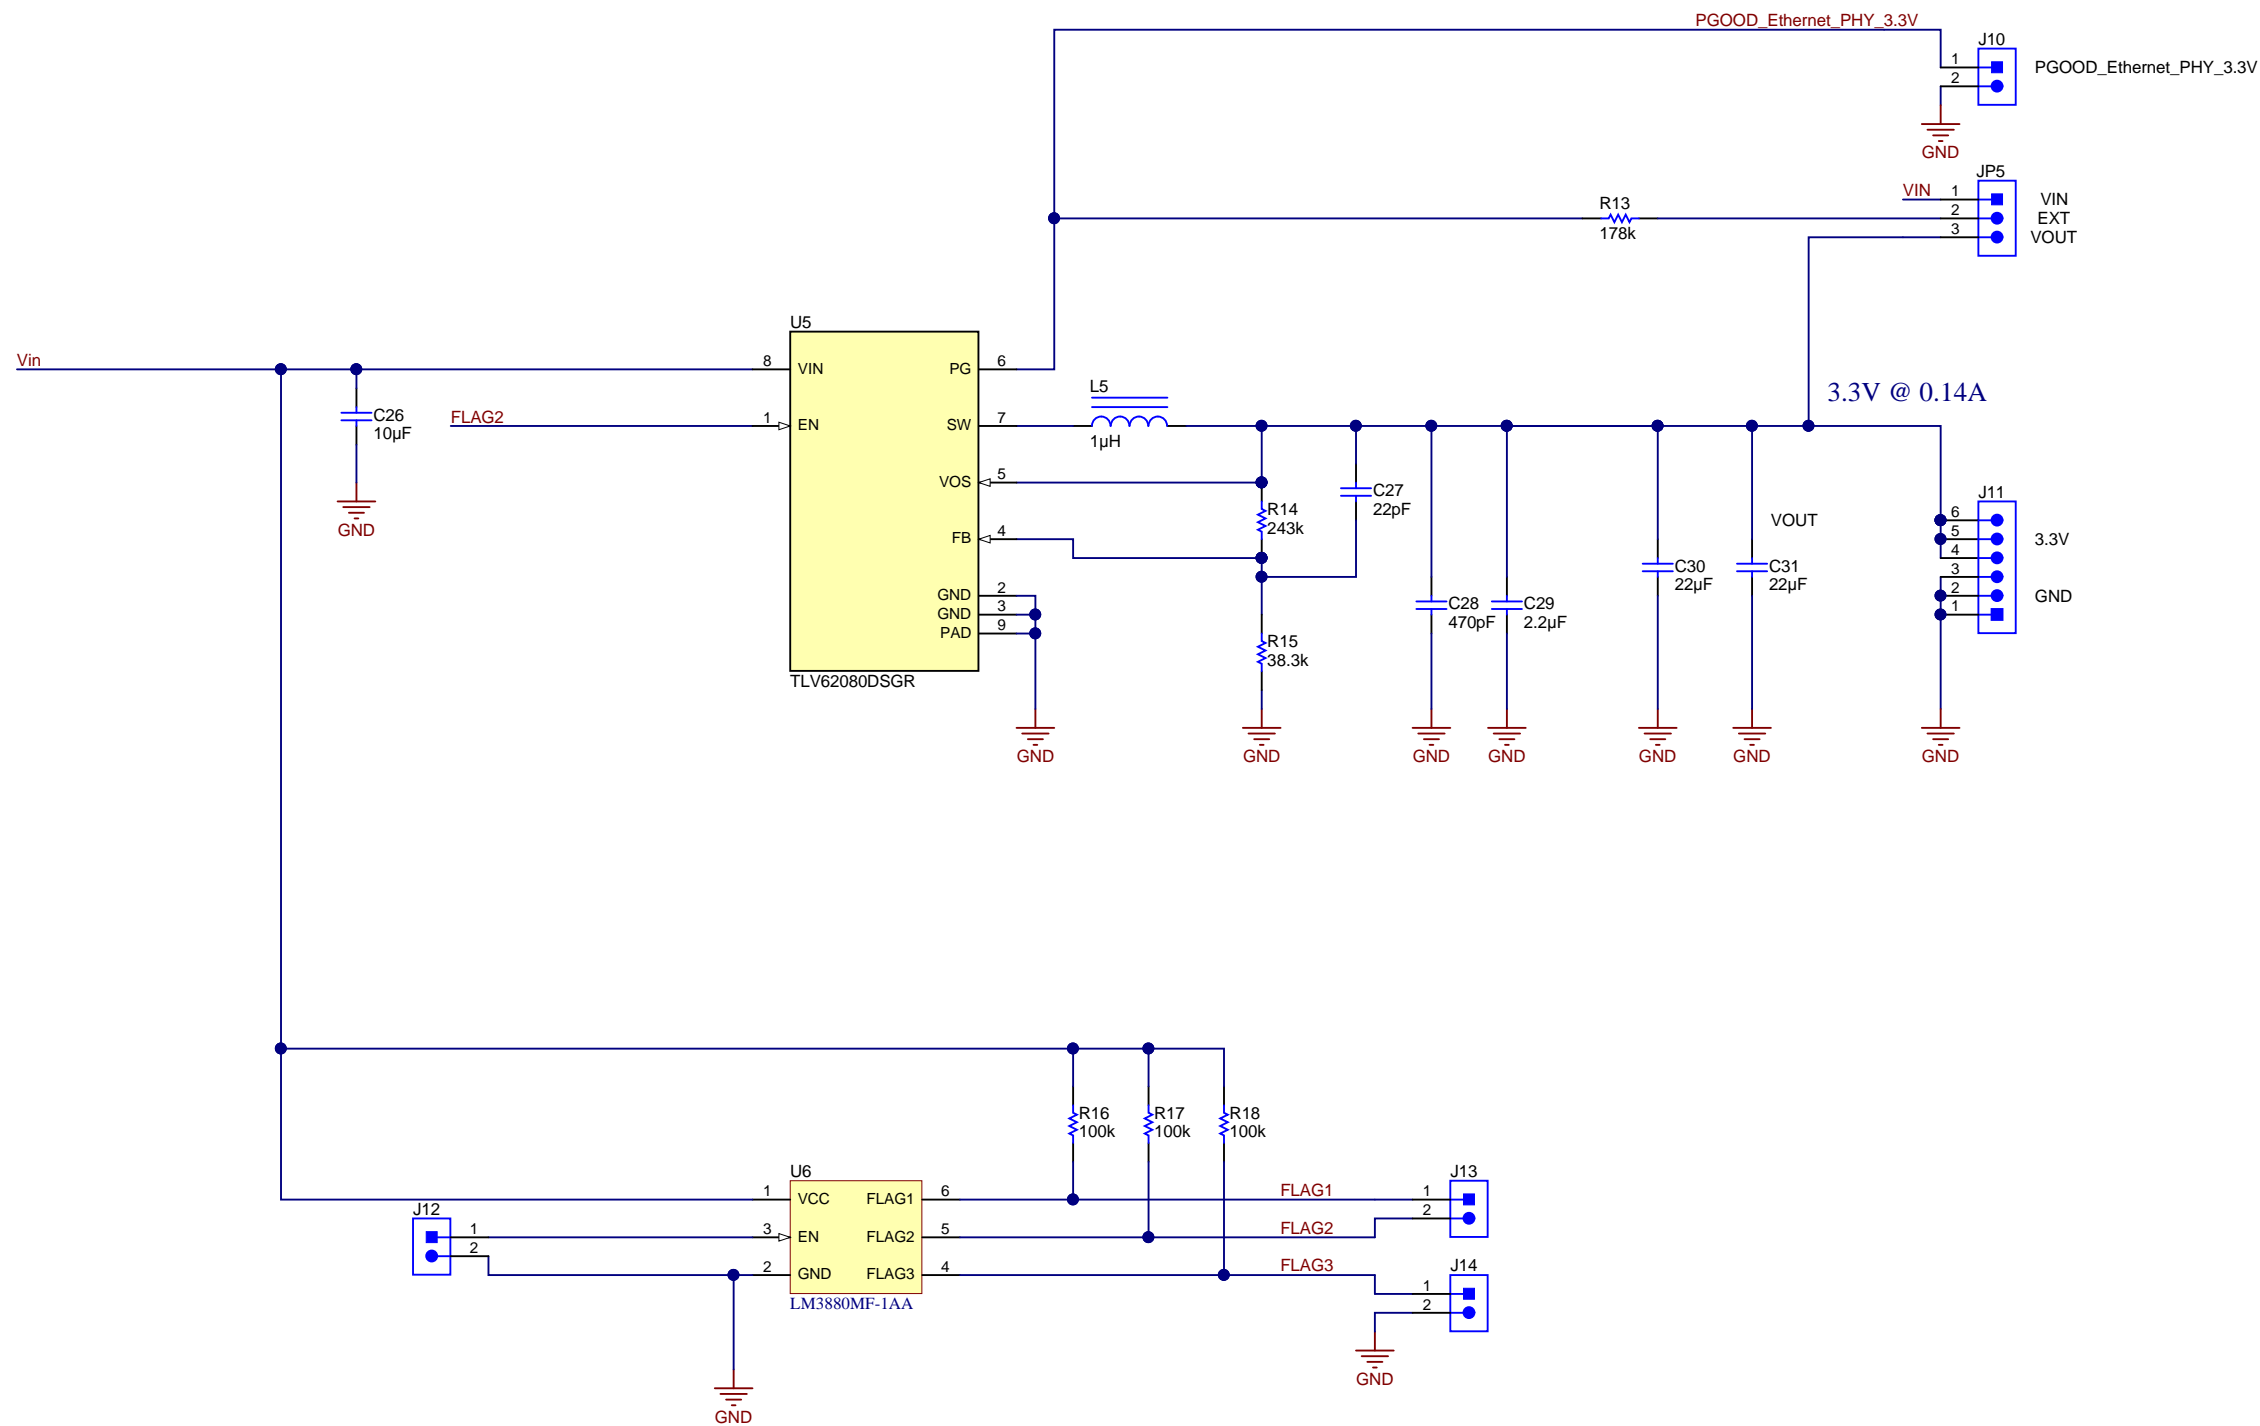 PGOOD_Ethernet_PHY_3.3V
J10
1
2
PGOOD_Ethernet_PHY_3.3V
GND
JP5
VIN
1
2
3
VIN
EXT
VOUT
R13
178k
U5
Vin
8
VIN
PG
6
C26
10µF
GND
FLAG2
1
EN
SW
7
L5
1µH
3.3V @ 0.14A
VOS
5
FB
4
R14
243k
C27
22pF
GND
2
GND
3
PAD
9
TLV62080DSGR
GND
R15
38.3k
GND
C28
470pF
GND
C29
2.2µF
GND
C30
22µF
GND
VOUT
C31
22µF
GND
J11
6
5
4
3
2
1
3.3V
GND
GND
R16
100k
R17
100k
R18
100k
U6
1
VCC
FLAG1
6
FLAG1
J13
1
2
J12
1
2
3
EN
FLAG2
5
FLAG2
2
GND
FLAG3
4
FLAG3
J14
1
2
LM3880MF-1AA
GND
GND